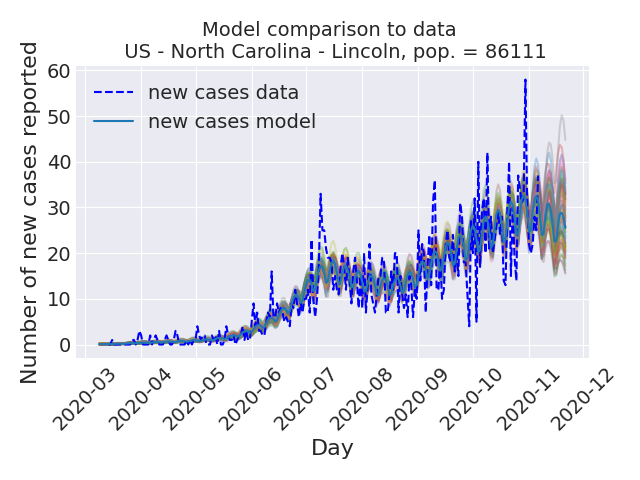 Model comparison to data
US - North Carolina - Lincoln, pop. = 86111
Number of new cases reported
60
50
40
30
20
10
0
new cases data
new cases model
2020-03
2020-04
2020-05
2020-06
2020-07
2020-08
2020-09
2020-10
2020-11
2020-12
Day